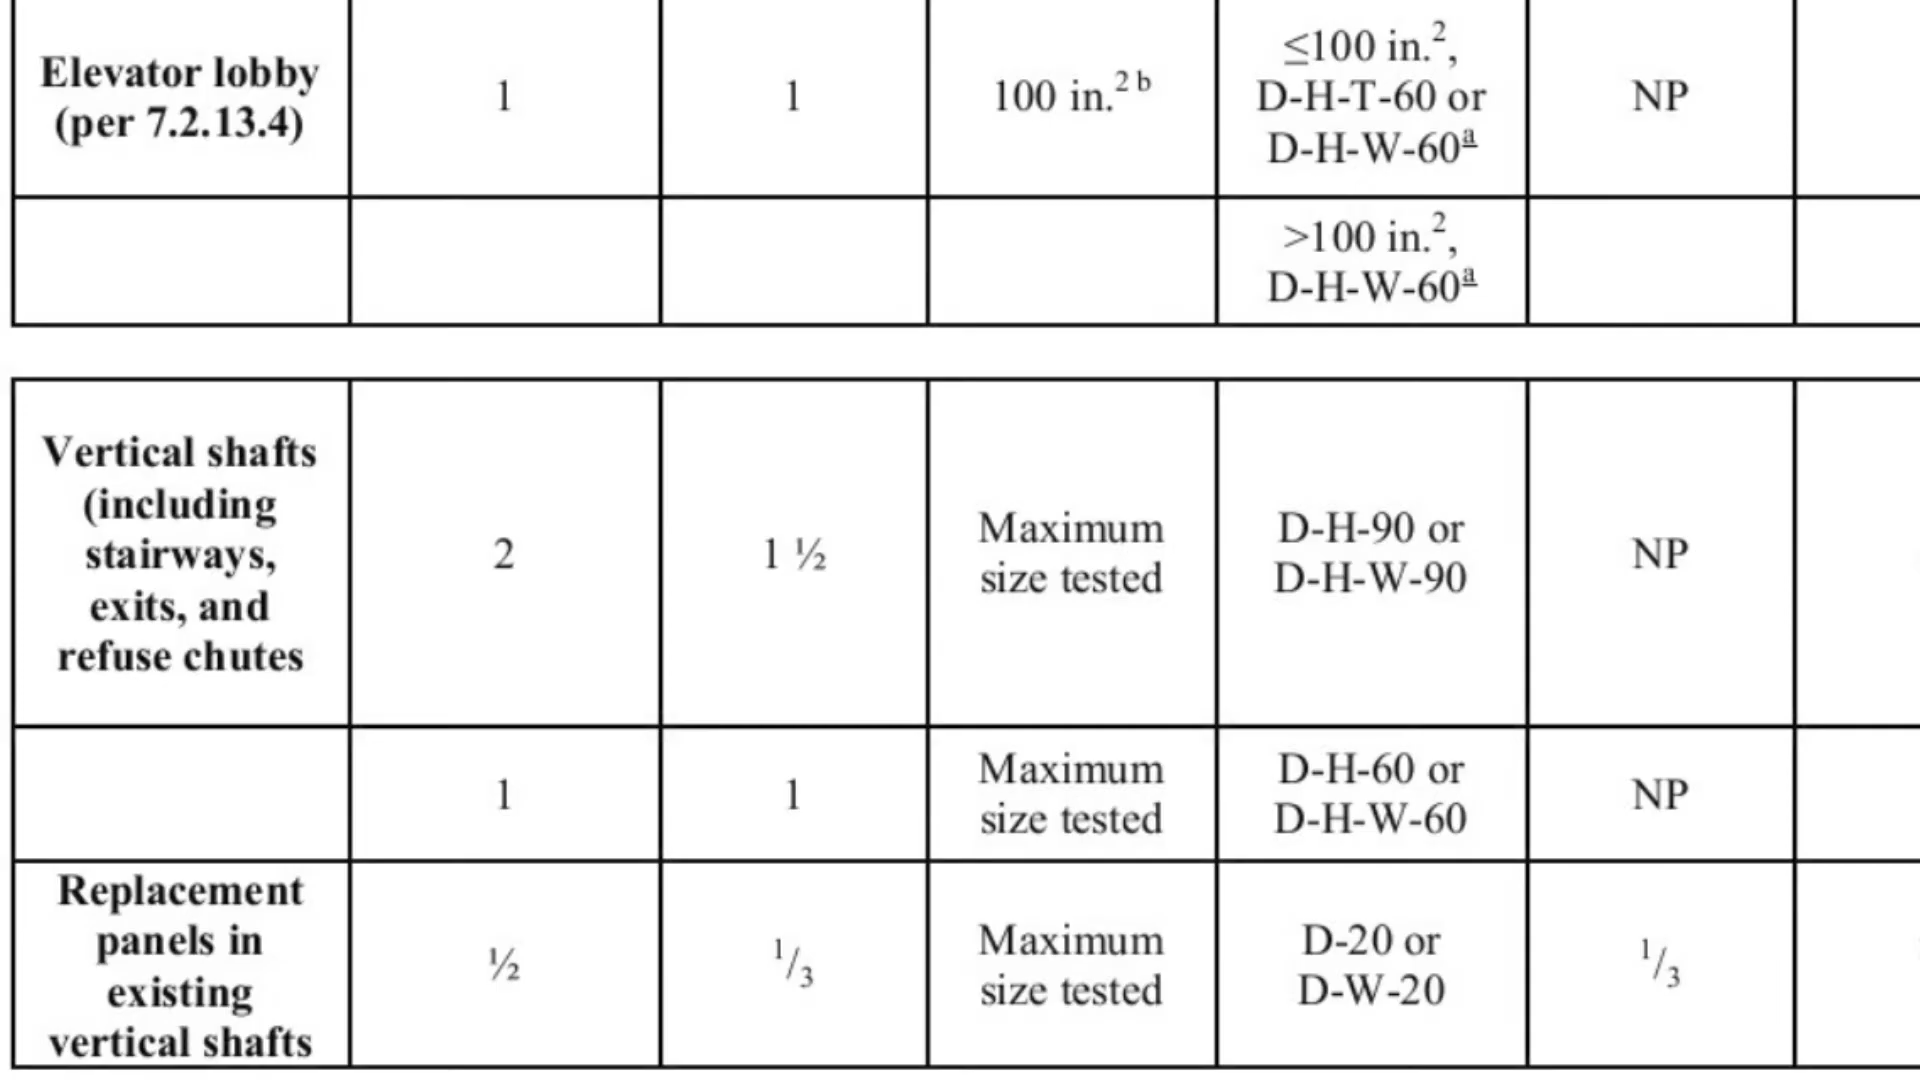 Elevator lobby
(per 7.2.13.4)
1
1
100 in.² ᵇ
≤100 in.²,
D-H-T-60 or
D-H-W-60ª
NP
>100 in.²,
D-H-W-60ª
Vertical shafts
(including
stairways,
exits, and
refuse chutes
2
1 ½
Maximum
size tested
D-H-90 or
D-H-W-90
NP
1
1
Maximum
size tested
D-H-60 or
D-H-W-60
NP
Replacement
panels in
existing
vertical shafts
½
1/3
Maximum
size tested
D-20 or
D-W-20
1/3